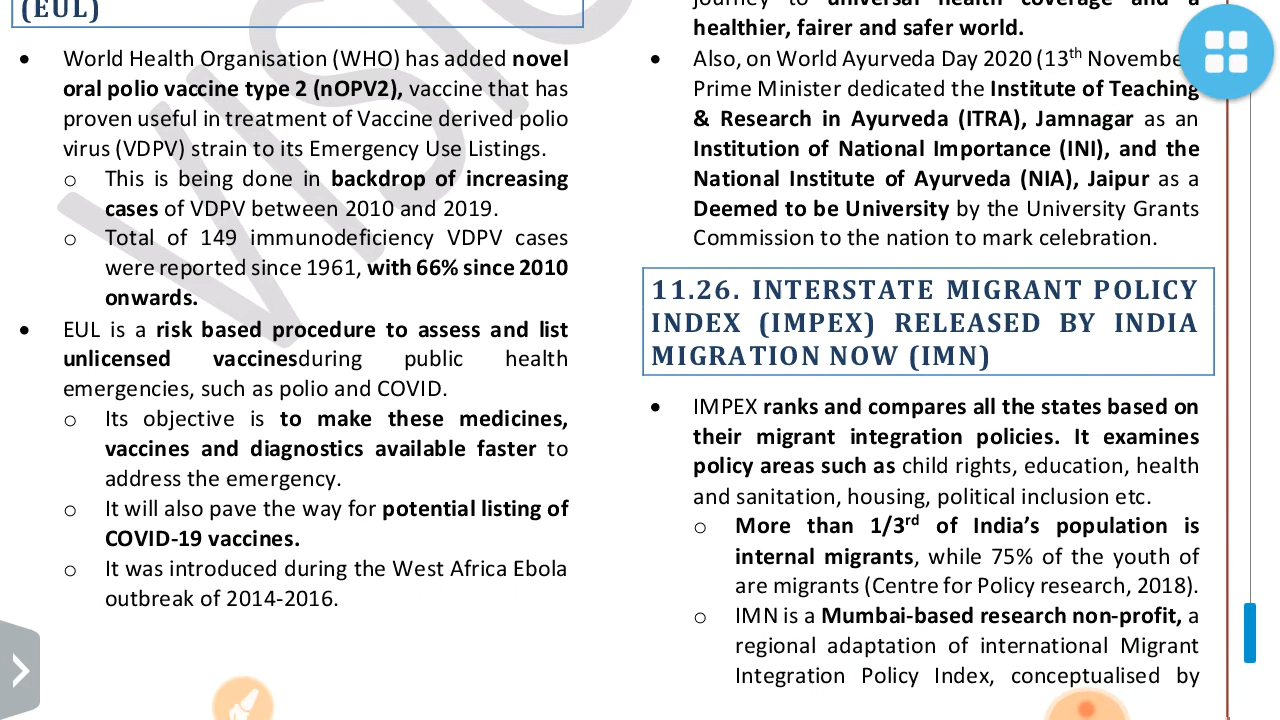 (EUL)
• World Health Organisation (WHO) has added novel
oral polio vaccine type 2 (nOPV2), vaccine that has
proven useful in treatment of Vaccine derived polio
virus (VDPV) strain to its Emergency Use Listings.
o This is being done in backdrop of increasing
cases of VDPV between 2010 and 2019.
o Total of 149 immunodeficiency VDPV cases
were reported since 1961, with 66% since 2010
onwards.
• EUL is a risk based procedure to assess and list
unlicensed vaccinesduring public health
emergencies, such as polio and COVID.
o Its objective is to make these medicines,
vaccines and diagnostics available faster to
address the emergency.
o It will also pave the way for potential listing of
COVID-19 vaccines.
o It was introduced during the West Africa Ebola
outbreak of 2014-2016.
journey to universal health coverage and a
healthier, fairer and safer world.
• Also, on World Ayurveda Day 2020 (13th Novembe
Prime Minister dedicated the Institute of Teaching
& Research in Ayurveda (ITRA), Jamnagar as an
Institution of National Importance (INI), and the
National Institute of Ayurveda (NIA), Jaipur as a
Deemed to be University by the University Grants
Commission to the nation to mark celebration.
11.26. INTERSTATE MIGRANT POLICY
INDEX (IMPEX) RELEASED BY INDIA
MIGRATION NOW (IMN)
• IMPEX ranks and compares all the states based on
their migrant integration policies. It examines
policy areas such as child rights, education, health
and sanitation, housing, political inclusion etc.
o More than 1/3rd of India's population is
internal migrants, while 75% of the youth of
are migrants (Centre for Policy research, 2018).
o IMN is a Mumbai-based research non-profit, a
regional adaptation of international Migrant
Integration Policy Index, conceptualised by